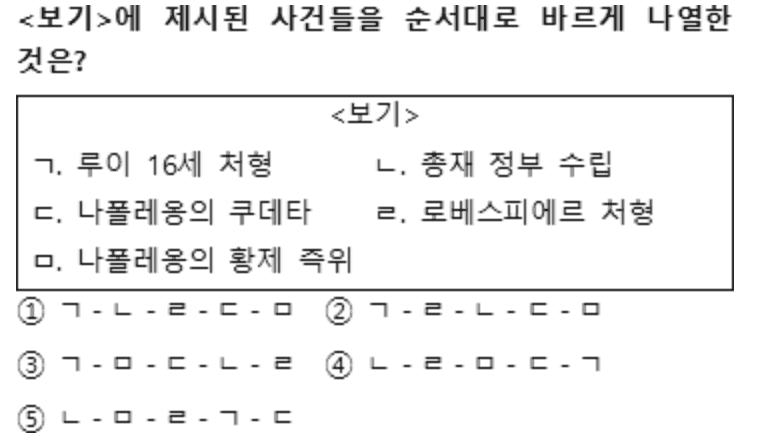 <보기>에 제시된 사건들을 순서대로 바르게 나열한
것은?
<보기>
ㄱ. 루이 16세 처형 ㄴ. 총재 정부 수립
ㄷ. 나폴레옹의 쿠데타 ㄹ. 로베스피에르 처형
ㅁ. 나폴레옹의 황제 즉위
① ㄱ - ㄴ - ㄹ - ㄷ - ㅁ ② ㄱ - ㄹ - ㄴ - ㄷ - ㅁ
③ ㄱ - ㅁ - ㄷ - ㄴ - ㄹ ④ ㄴ - ㄹ - ㅁ - ㄷ - ㄱ
⑤ ㄴ - ㅁ - ㄹ - ㄱ - ㄷ